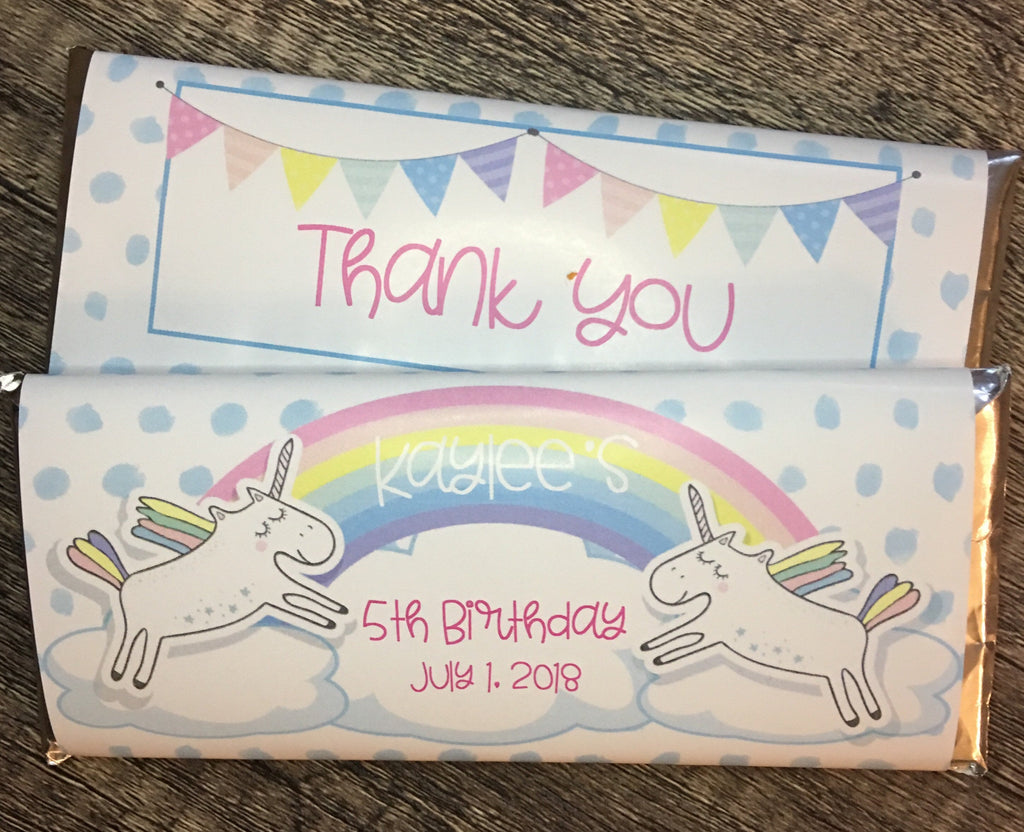 Thank you
Kaylee's
5th Birthday
July 1, 2018